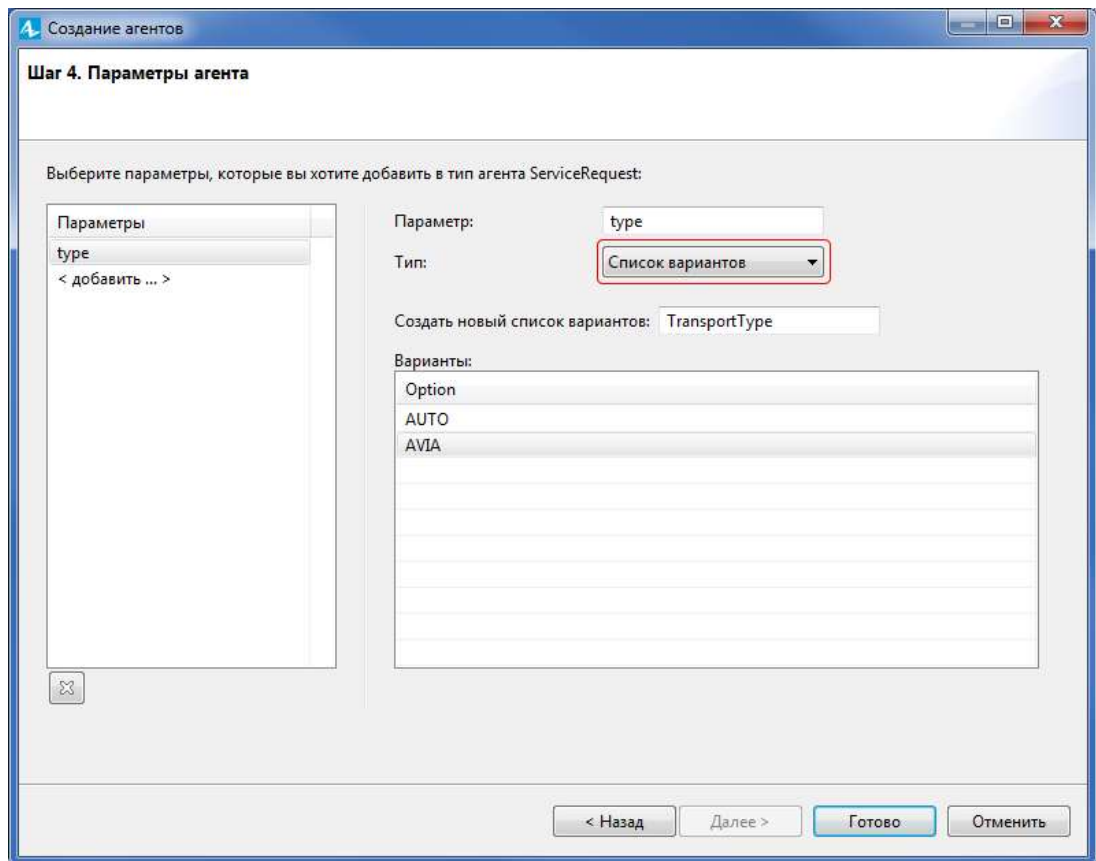 Создание агентов
Шаг 4. Параметры агента
Выберите параметры, которые вы хотите добавить в тип агента ServiceRequest:
Параметры
type
< добавить ... >
Параметр: type
Тип: Список вариантов
Создать новый список вариантов: TransportType
Варианты:
Option
AUTO
AVIA
< Назад Далее > Готово Отменить